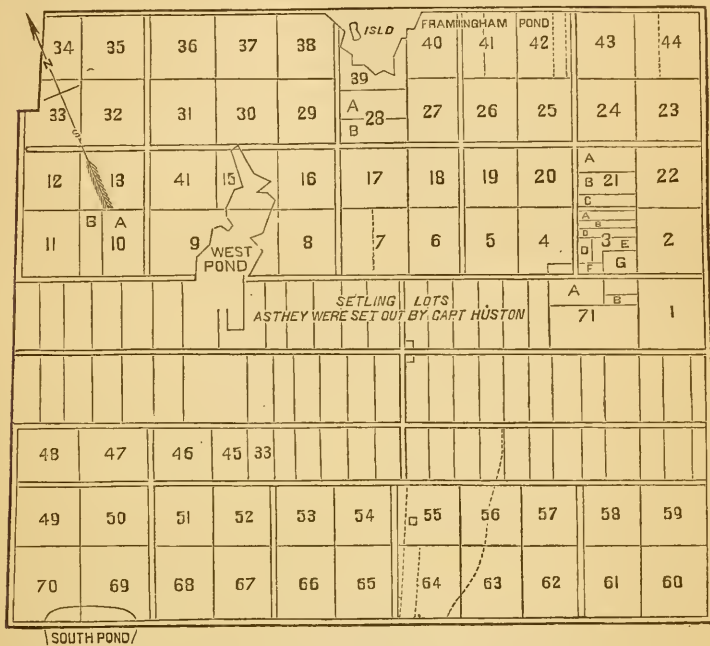 ISLD FRAMINGHAM POND
34 35 36 37 38 40 41 42 43 44
39
N
33 32 31 30 29 A 28 B 27 26 25 24 23
S
12 13 41 15 16 17 18 19 20 A B 21 C 22
11 B A 10 9 WEST POND 8 7 6 5 4 A B D D 3 E F G 2
SETLING LOTS
ASTHEY WERE SET OUT BY CAPT HUSTON
A B 71 1
48 47 46 45 33
49 50 51 52 53 54 55 56 57 58 59
70 69 68 67 66 65 64 63 62 61 60
SOUTH POND